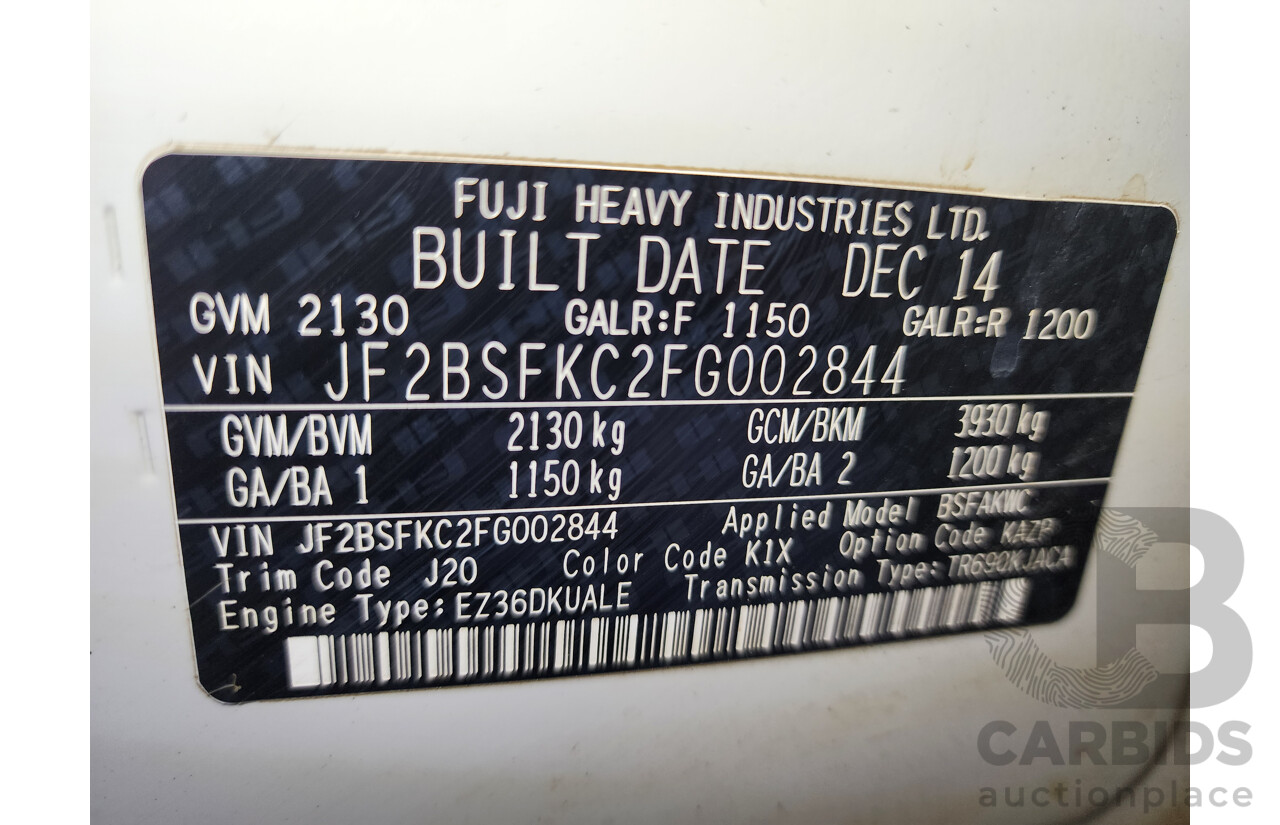 FUJI HEAVY INDUSTRIES LTD.
BUILT DATE DEC 14
GVM 2130 GALR:F 1150 GALR:R 1200
VIN JF2BSFKC2FG002844
GVM/BVM 2130 kg GCM/BKM 3930 kg
GA/BA 1 1150 kg GA/BA 2 1200 kg
VIN JF2BSFKC2FG002844 Applied Model BSFAKWC
Trim Code J20 Color Code K1X Option Code KAZP
Engine Type: EZ36DKUALE Transmission Type: TR690KJACA
B
CARBIDS
auctionplace